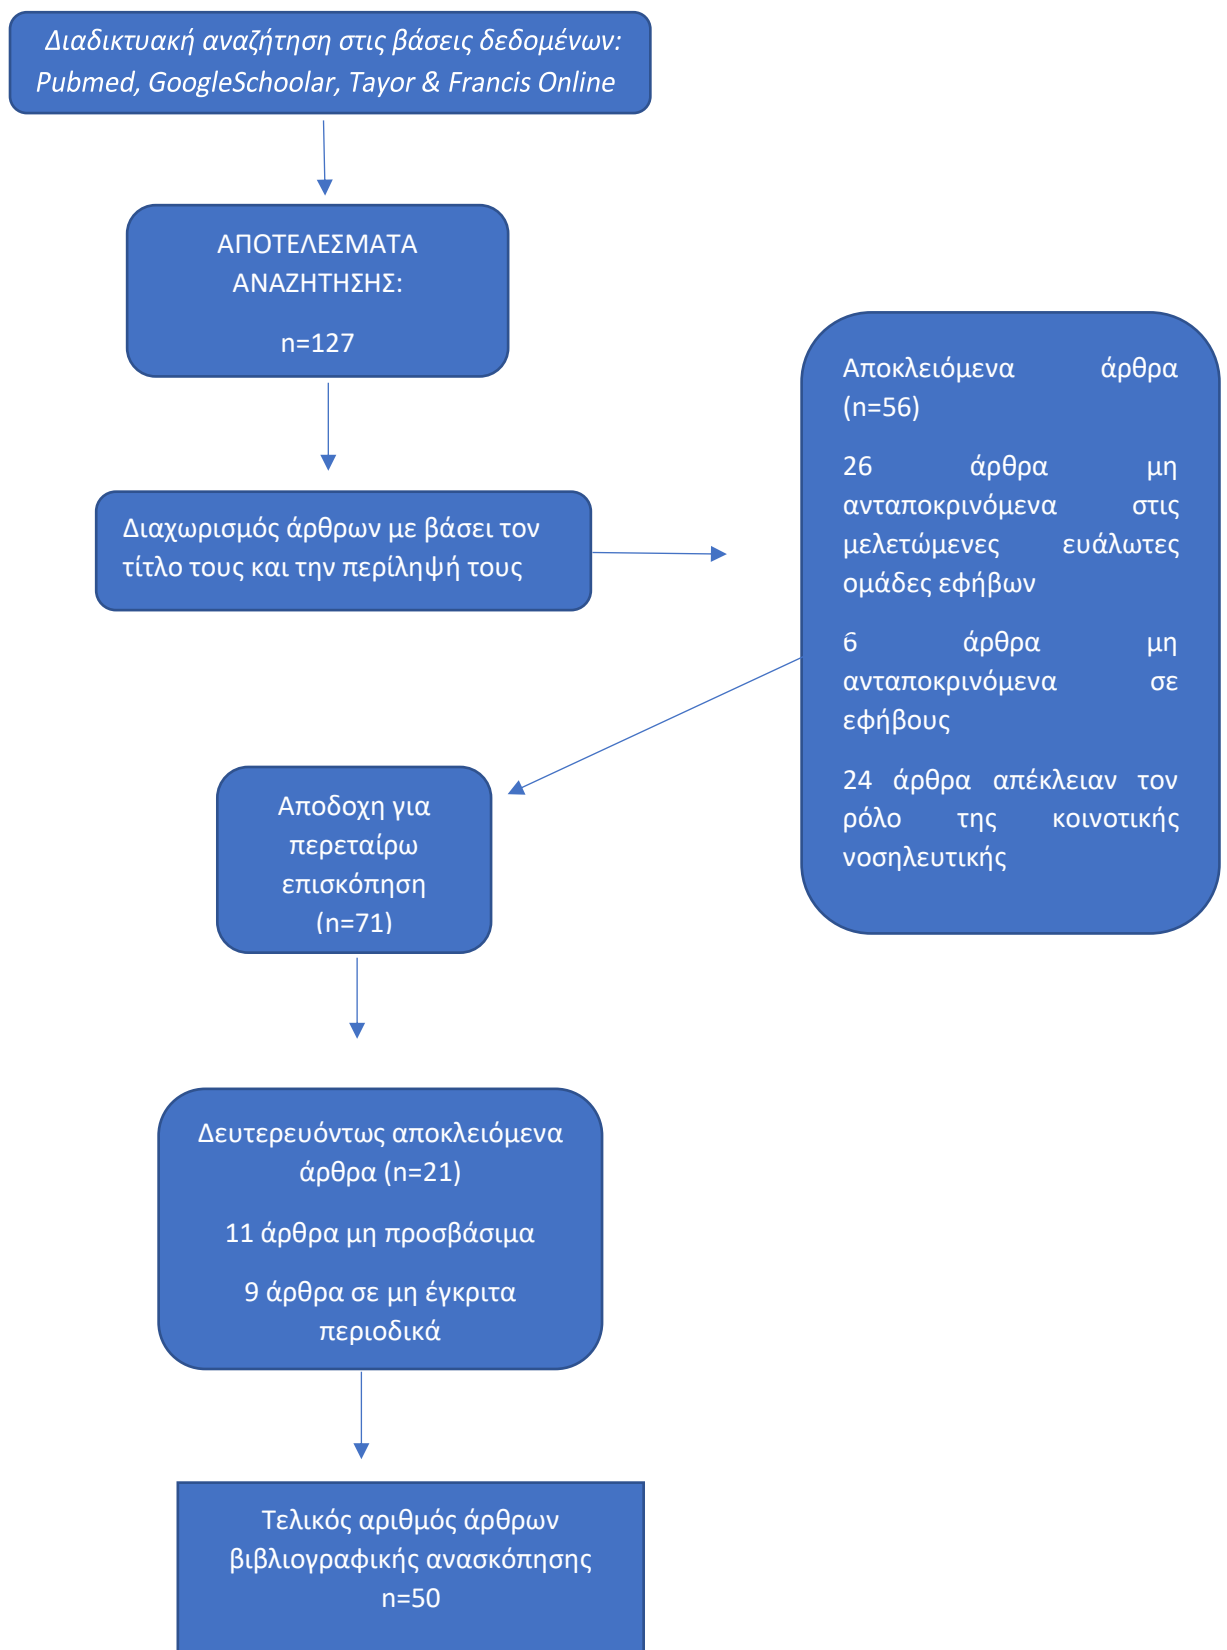 Διαδικτυακή αναζήτηση στις βάσεις δεδομένων:
Pubmed, GoogleSchoolar, Tayor & Francis Online
ΑΠΟΤΕΛΕΣΜΑΤΑ
ΑΝΑΖΗΤΗΣΗΣ:
n=127
Διαχωρισμός άρθρων με βάσει τον
τίτλο τους και την περίληψή τους
Αποκλειόμενα άρθρα
(n=56)
26 άρθρα μη
ανταποκρινόμενα στις
μελετώμενες ευάλωτες
ομάδες εφήβων
6 άρθρα μη
ανταποκρινόμενα σε
εφήβους
24 άρθρα απέκλειαν τον
ρόλο της κοινοτικής
νοσηλευτικής
Αποδοχη για
περεταίρω
επισκόπηση
(n=71)
Δευτερευόντως αποκλειόμενα
άρθρα (n=21)
11 άρθρα μη προσβάσιμα
9 άρθρα σε μη έγκριτα
περιοδικά
Τελικός αριθμός άρθρων
βιβλιογραφικής ανασκόπησης
n=50